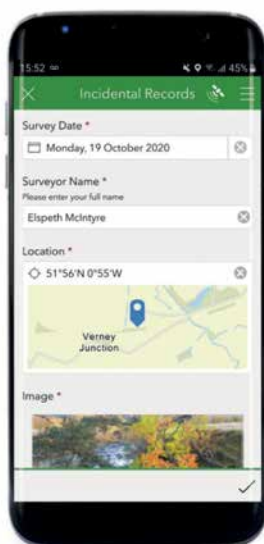 15:52
45%
Incidental Records
Survey Date *
Monday, 19 October 2020
Surveyor Name *
Please enter your full name
Elspeth McIntyre
Location *
51°56'N 0°55'W
Verney
Junction
Image *